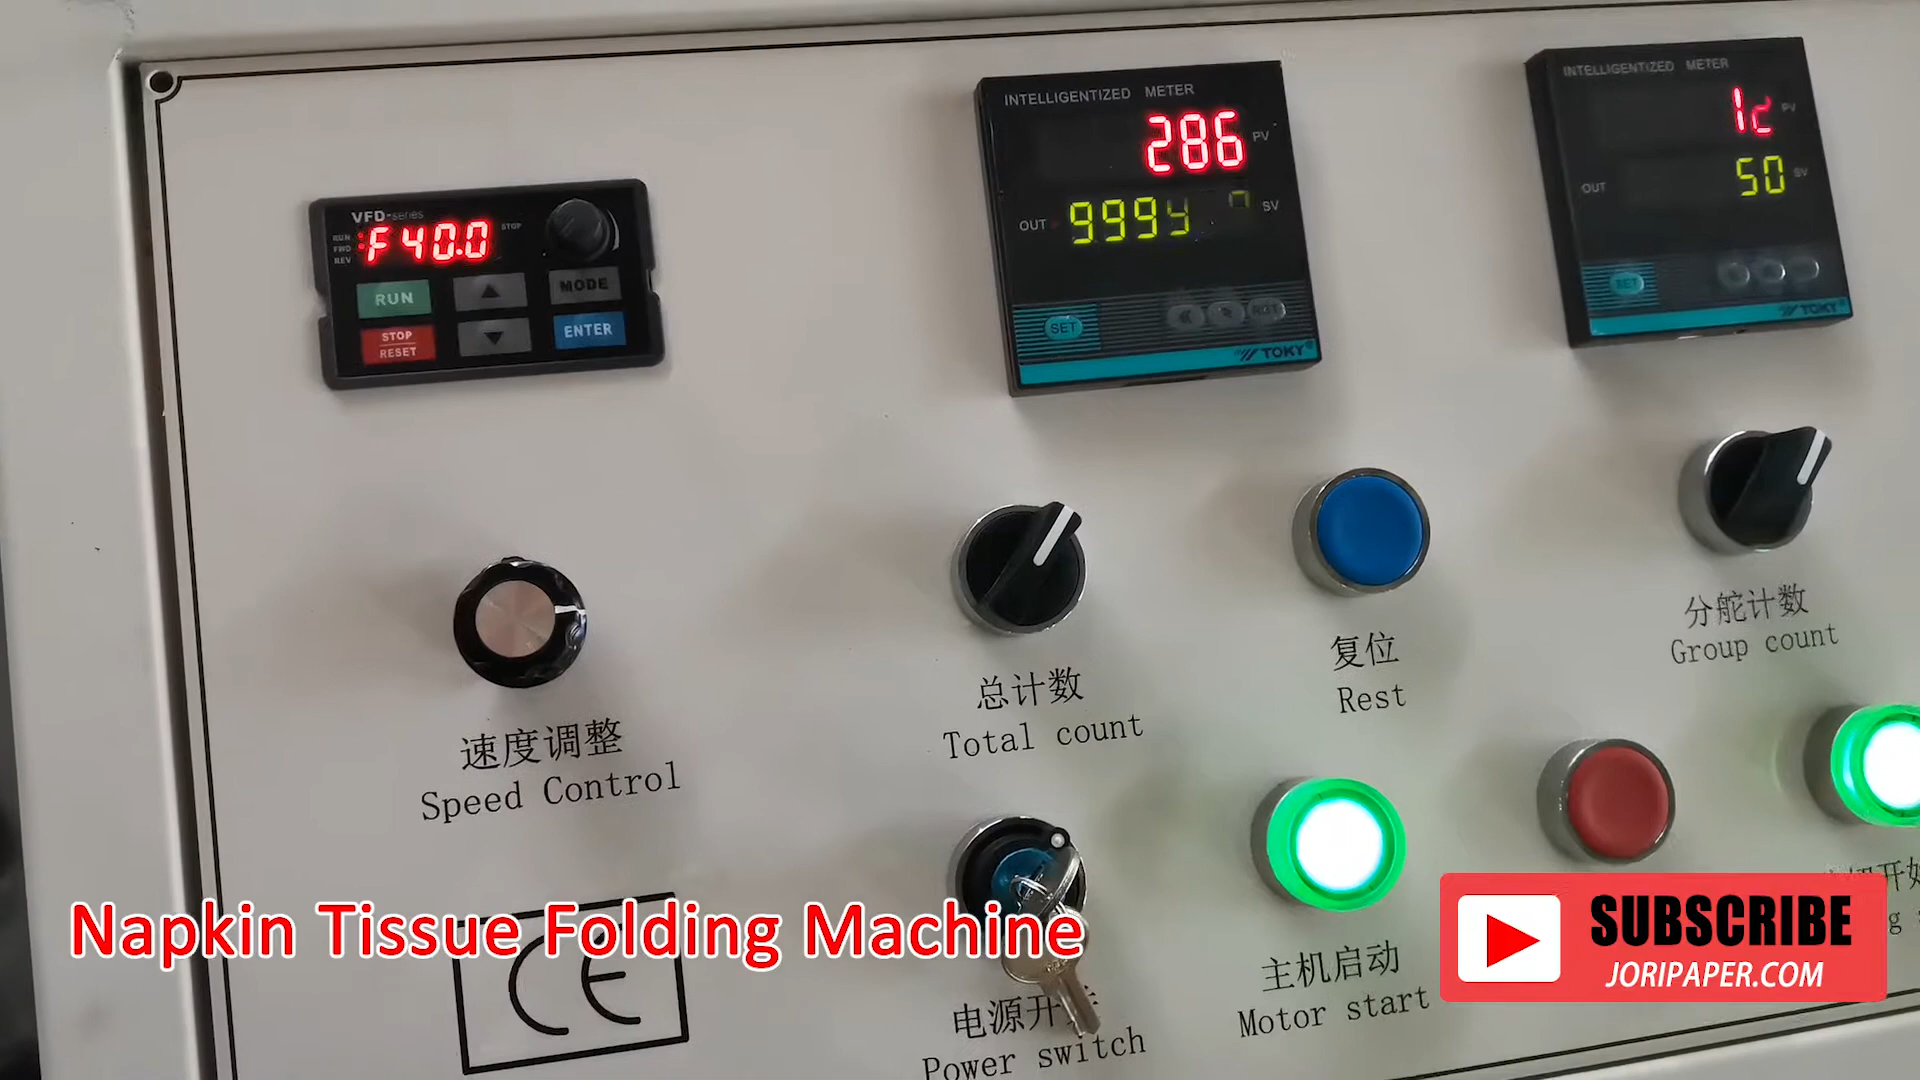 INTELLIGENTIZED METER
286 PV
OUT SV
SET
TOKY
INTELLIGENTIZED METER
PV
OUT 50 SV
SET
TOKY
VFD-series
RUN
FWD
REV
F40.0
STOP
RUN
MODE
STOP
RESET
ENTER
速度调整
Speed Control
总计数
Total count
复位
Rest
分舵计数
Group count
电源开
Power switch
主机启动
Motor start
CE
Napkin Tissue Folding Machine
SUBSCRIBE
JORIPAPER.COM